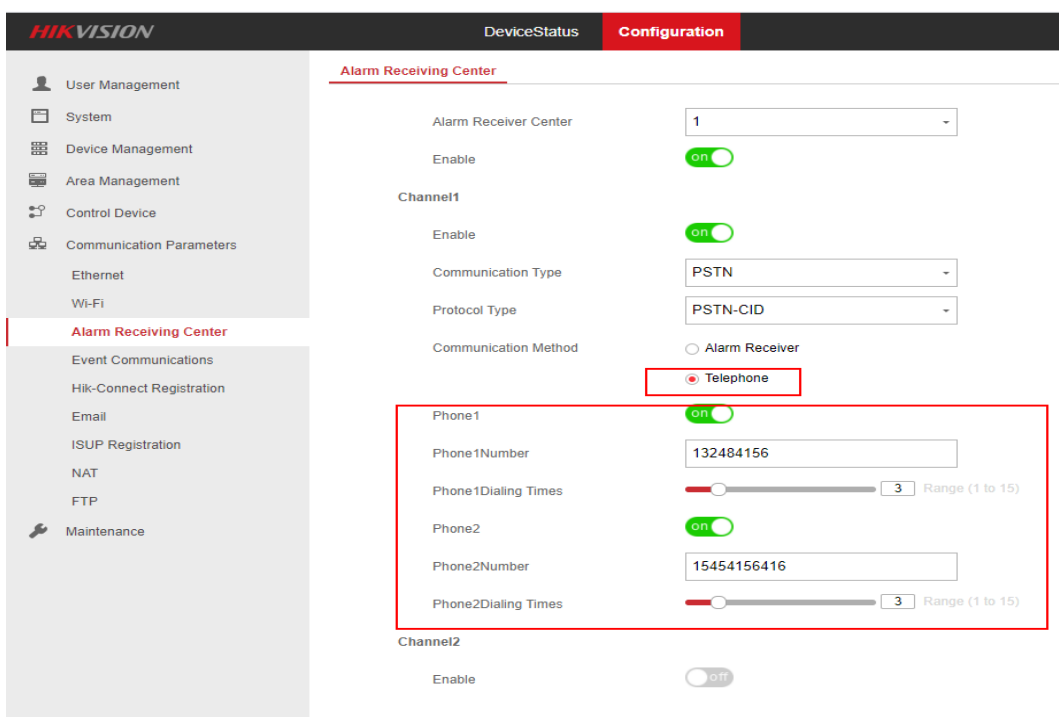 HIKVISION
DeviceStatus Configuration
User Management
System
Device Management
Area Management
Control Device
Communication Parameters
Ethernet
Wi-Fi
Alarm Receiving Center
Event Communications
Hik-Connect Registration
Email
ISUP Registration
NAT
FTP
Maintenance
Alarm Receiving Center
Alarm Receiver Center 1
Enable on
Channel1
Enable on
Communication Type PSTN
Protocol Type PSTN-CID
Communication Method Alarm Receiver
Telephone
Phone1 on
Phone1Number 132484156
Phone1Dialing Times 3 Range (1 to 15)
Phone2 on
Phone2Number 15454156416
Phone2Dialing Times 3 Range (1 to 15)
Channel2
Enable off